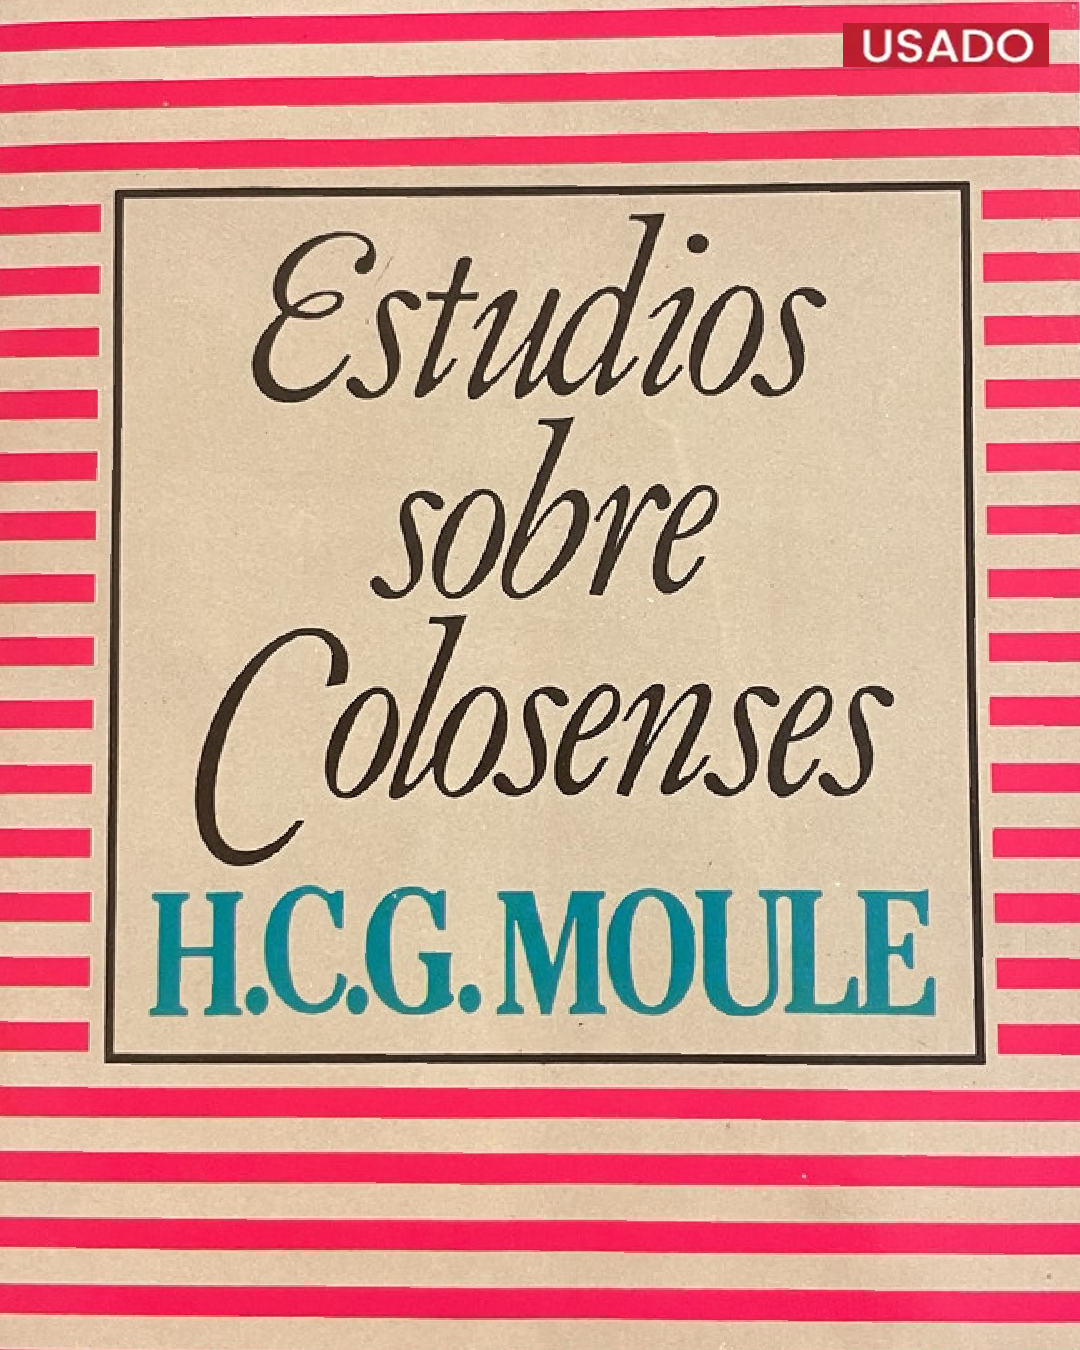 USADO
Estudios
sobre
Colosenses
H.C.G. MOULE